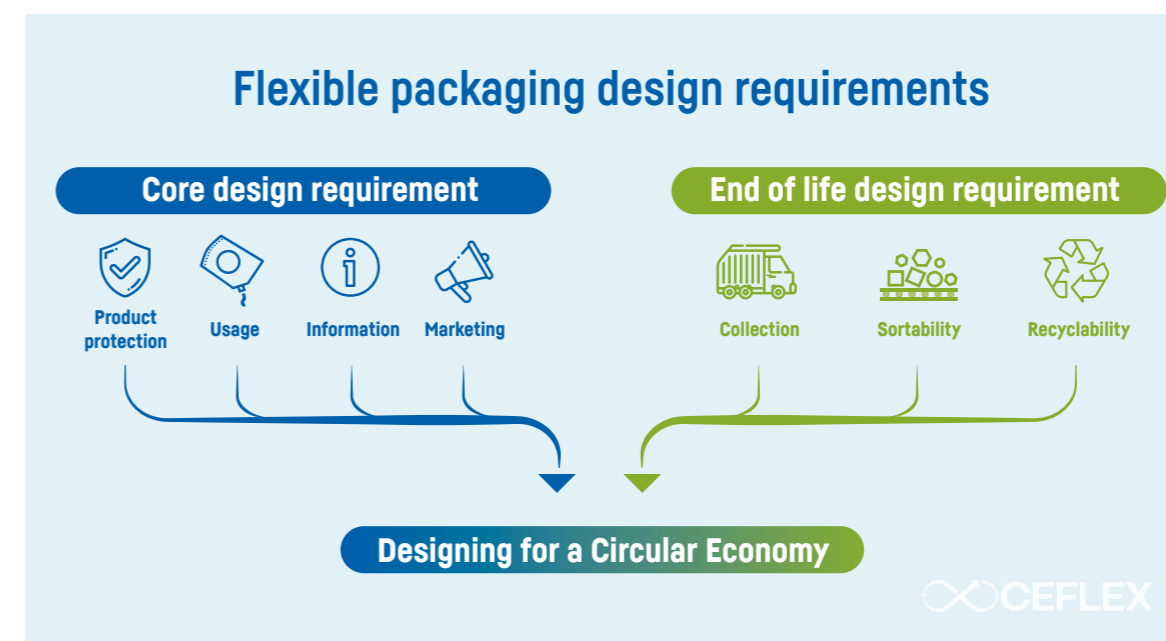 Flexible packaging design requirements
Core design requirement
End of life design requirement
Product
protection
Usage
Information
Marketing
Collection
Sortability
Recyclability
Designing for a Circular Economy
CEFLEX